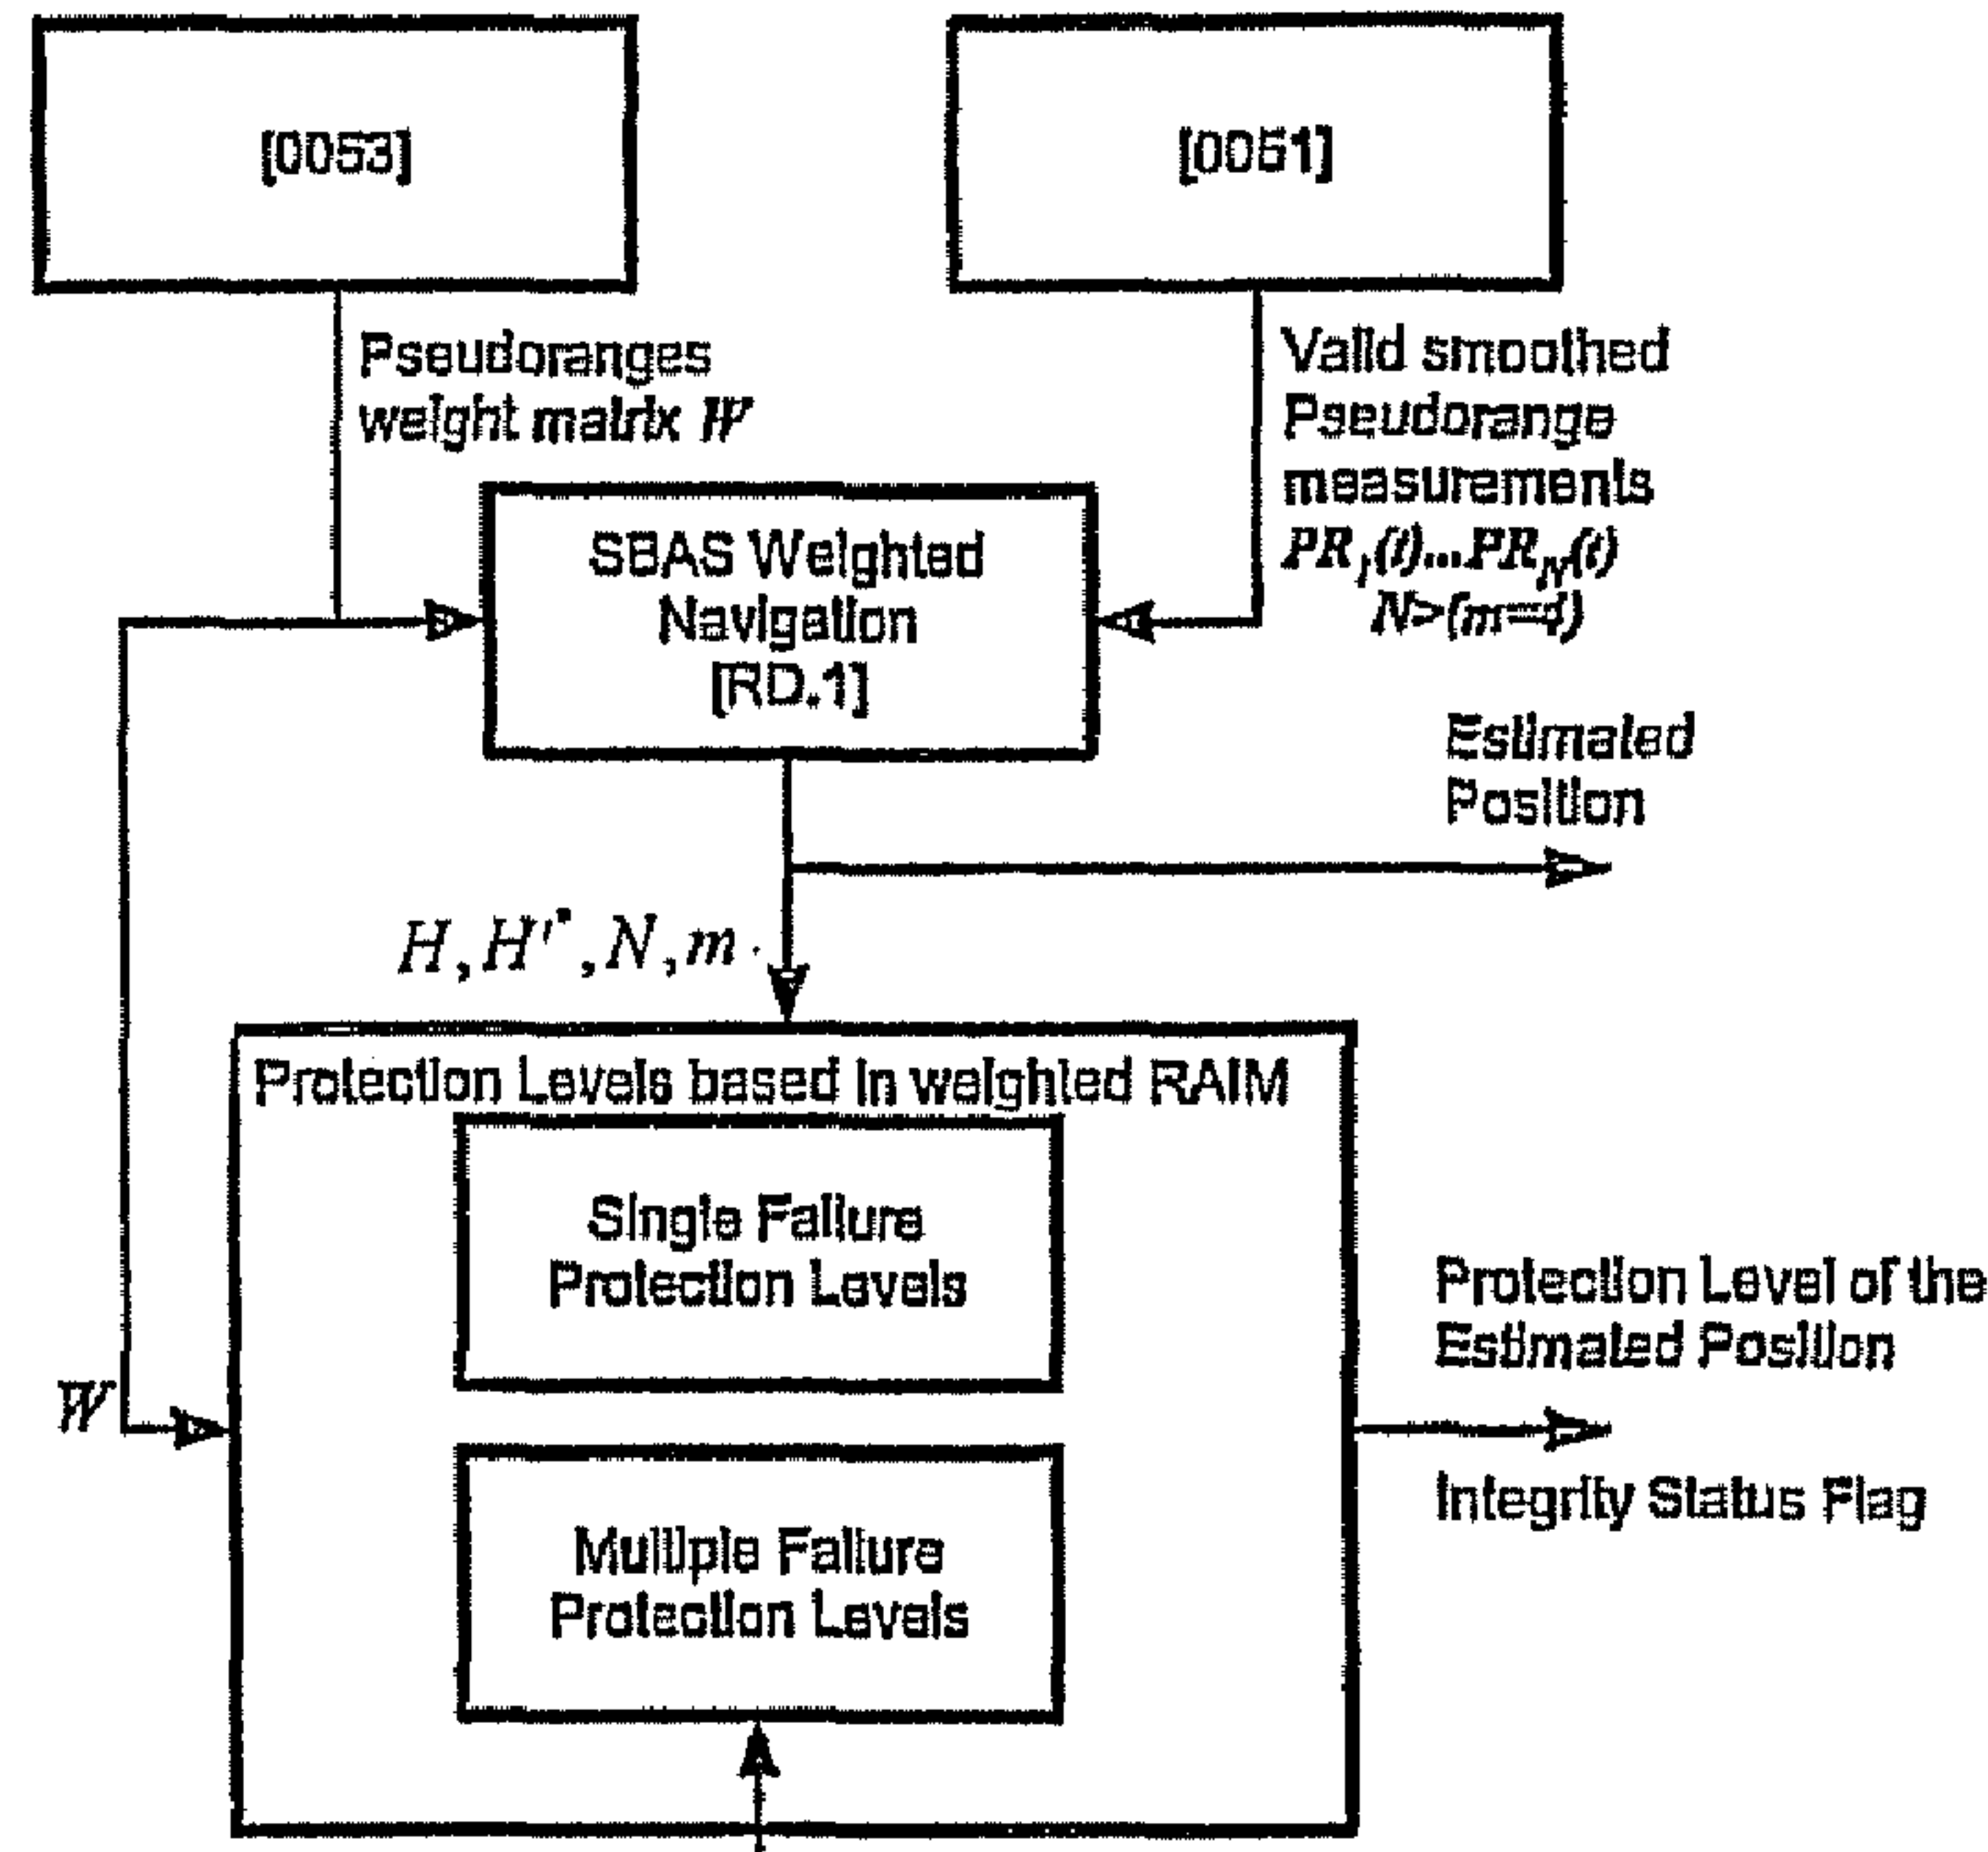 [0053]
[0051]
Pseudoranges
weight matrix W
Valid smoothed
Pseudorange
measurements
PR₁(t)...PR_N(t)
N>(m=4)
SBAS Weighted
Navigation
[RD.1]
Estimated
Position
H, H'*, N, m
Protection Levels based in weighted RAIM
Single Failure
Protection Levels
Protection Level of the
Estimated Position
W
Integrity Status Flag
Multiple Failure
Protection Levels